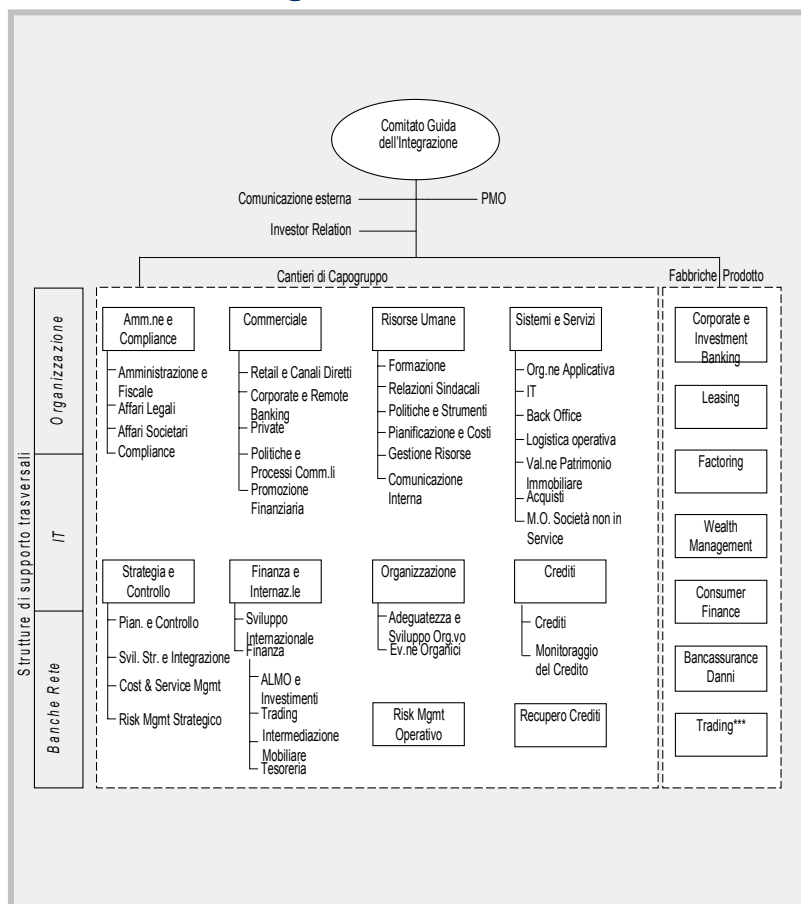 Comitato Guida
dell'Integrazione
Comunicazione esterna
PMO
Investor Relation
Cantieri di Capogruppo
Fabbriche Prodotto
Strutture di supporto trasversali
Organizzazione
IT
Banche Rete
Amm.ne e
Compliance
Amministrazione e
Fiscale
Affari Legali
Affari Societari
Compliance
Commerciale
Retail e Canali Diretti
Corporate e Remote
Banking
Private
Politiche e
Processi Comm.li
Promozione
Finanziaria
Risorse Umane
Formazione
Relazioni Sindacali
Politiche e Strumenti
Pianificazione e Costi
Gestione Risorse
Comunicazione
Interna
Sistemi e Servizi
Org.ne Applicativa
IT
Back Office
Logistica operativa
Val.ne Patrimonio
Immobiliare
Acquisti
M.O. Società non in
Service
Strategia e
Controllo
Pian. e Controllo
Svil. Str. e Integrazione
Cost & Service Mgmt
Risk Mgmt Strategico
Finanza e
Internaz.le
Sviluppo
Internazionale
Finanza
ALMO e
Investimenti
Trading
Intermediazione
Mobiliare
Tesoreria
Organizzazione
Adeguatezza e
Sviluppo Org.vo
Ev.ne Organici
Risk Mgmt
Operativo
Crediti
Crediti
Monitoraggio
del Credito
Recupero Crediti
Corporate e
Investment
Banking
Leasing
Factoring
Wealth
Management
Consumer
Finance
Bancassurance
Danni
Trading***